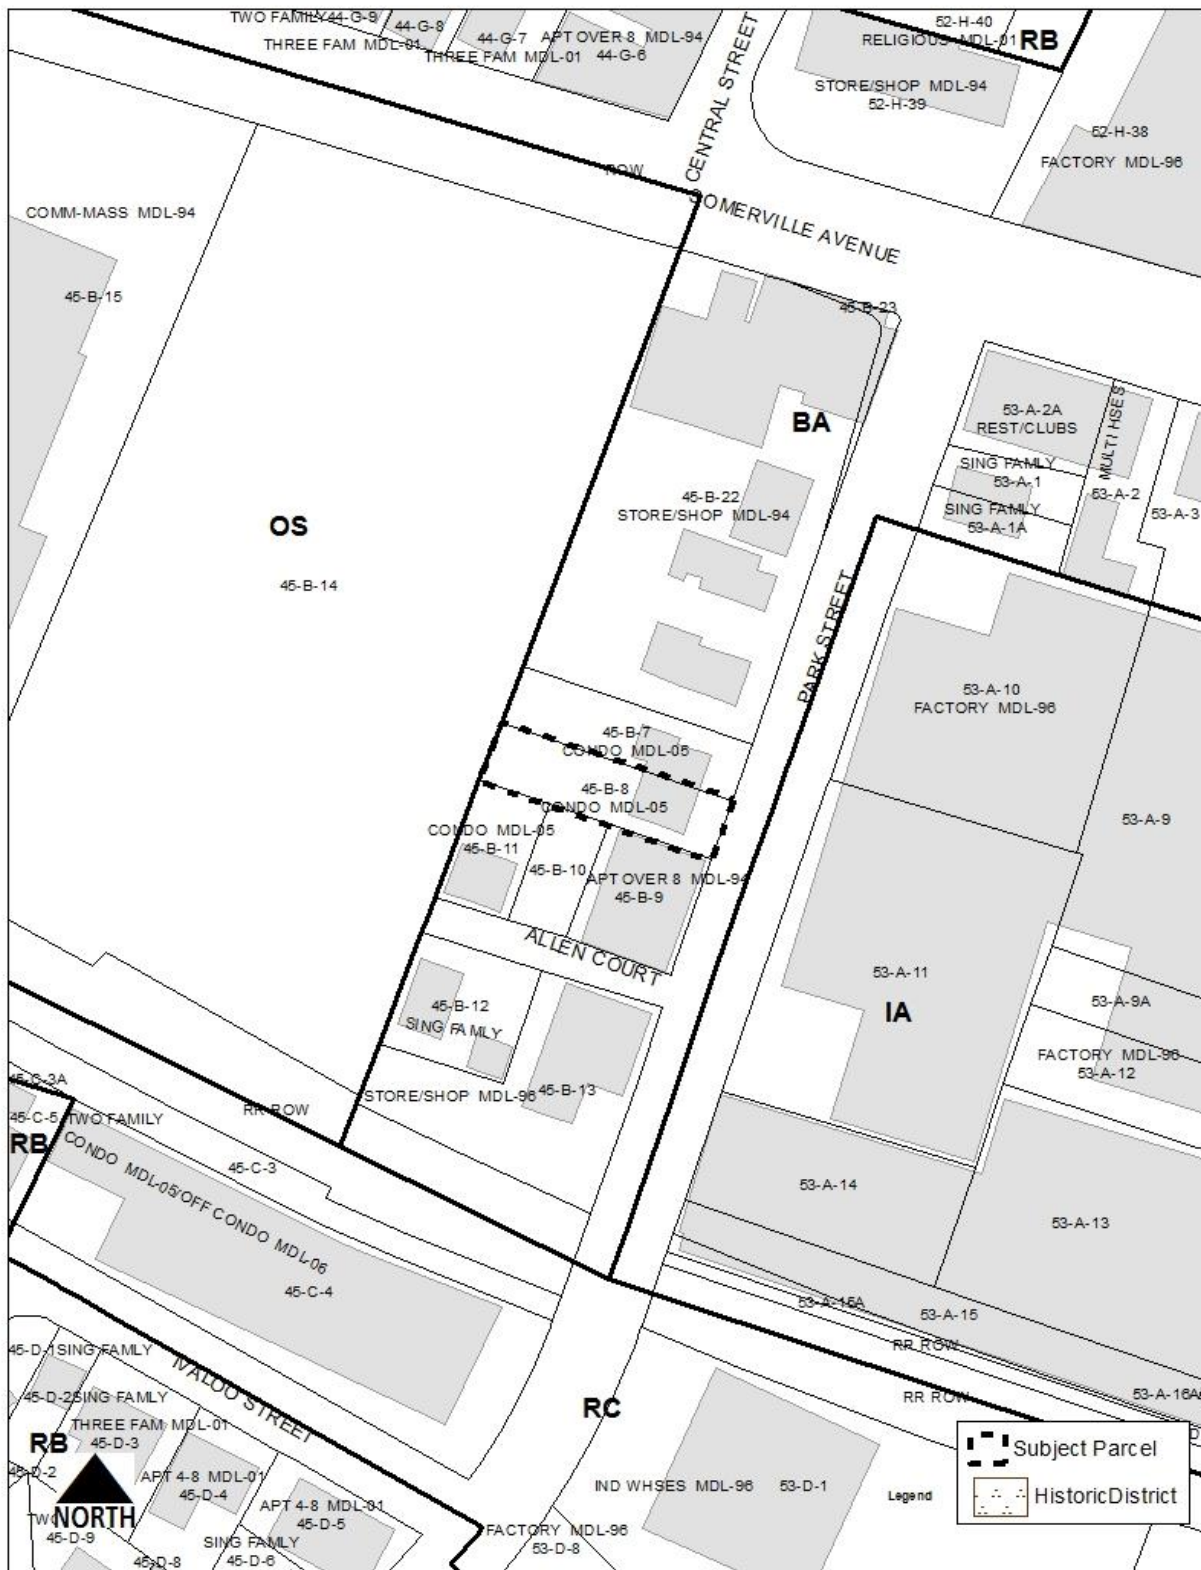 TWO FAMILY
44-G-9
44-G-8
THREE FAM MDL-01
44-G-7
THREE FAM MDL-01
APT OVER 8 MDL-94
44-G-6
CENTRAL STREET
52-H-40
RELIGIOUS MDL-01
RB
STORE/SHOP MDL-94
52-H-39
52-H-38
FACTORY MDL-96
ROW
SOMERVILLE AVENUE
COMM-MASS MDL-94
45-B-15
45-B-23
BA
53-A-2A
REST/CLUBS
MULTI HSES
SING FAMLY
53-A-1
53-A-2
53-A-3
SING FAMLY
53-A-1A
45-B-22
STORE/SHOP MDL-94
OS
45-B-14
PARK STREET
53-A-10
FACTORY MDL-96
45-B-7
CONDO MDL-05
45-B-8
CONDO MDL-05
53-A-9
CONDO MDL-05
45-B-11
45-B-10
APT OVER 8 MDL-94
45-B-9
ALLEN COURT
53-A-11
IA
53-A-9A
FACTORY MDL-96
53-A-12
45-B-12
SING FAMLY
STORE/SHOP MDL-96
45-B-13
45-C-3A
45-C-5
TWO FAMILY
RB
RR ROW
45-C-3
CONDO MDL-05/OFF CONDO MDL-06
45-C-4
53-A-14
53-A-13
53-A-15A
53-A-15
RR ROW
RR ROW
53-A-16A
45-D-1
SING FAMLY
IVALOO STREET
45-D-2
SING FAMLY
THREE FAM MDL-01
45-D-3
RB
45-D-2
RC
APT 4-8 MDL-01
45-D-4
APT 4-8 MDL-01
45-D-5
IND WHSES MDL-96
53-D-1
Legend
Subject Parcel
HistoricDistrict
NORTH
TWO
45-D-9
45-D-8
SING FAMLY
45-D-6
FACTORY MDL-96
53-D-8